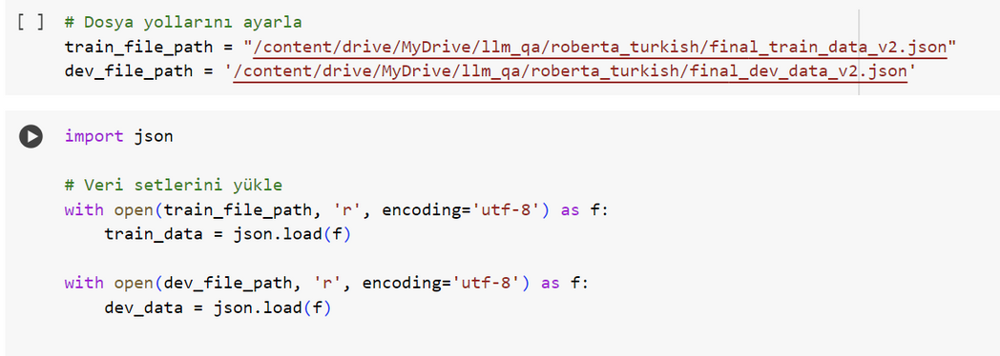 [ ] # Dosya yollarını ayarla
train_file_path = "/content/drive/MyDrive/llm_qa/roberta_turkish/final_train_data_v2.json"
dev_file_path = '/content/drive/MyDrive/llm_qa/roberta_turkish/final_dev_data_v2.json'
import json
# Veri setlerini yükle
with open(train_file_path, 'r', encoding='utf-8') as f:
    train_data = json.load(f)
with open(dev_file_path, 'r', encoding='utf-8') as f:
    dev_data = json.load(f)